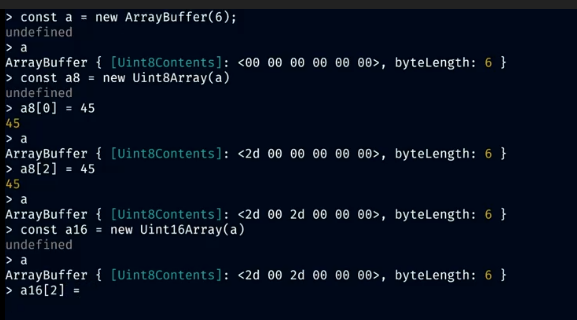 > const a = new ArrayBuffer(6);
undefined
> a
ArrayBuffer { [Uint8Contents]: <00 00 00 00 00 00>, byteLength: 6 }
> const a8 = new Uint8Array(a)
undefined
> a8[0] = 45
45
> a
ArrayBuffer { [Uint8Contents]: <2d 00 00 00 00 00>, byteLength: 6 }
> a8[2] = 45
45
> a
ArrayBuffer { [Uint8Contents]: <2d 00 2d 00 00 00>, byteLength: 6 }
> const a16 = new Uint16Array(a)
undefined
> a
ArrayBuffer { [Uint8Contents]: <2d 00 2d 00 00 00>, byteLength: 6 }
> a16[2] =